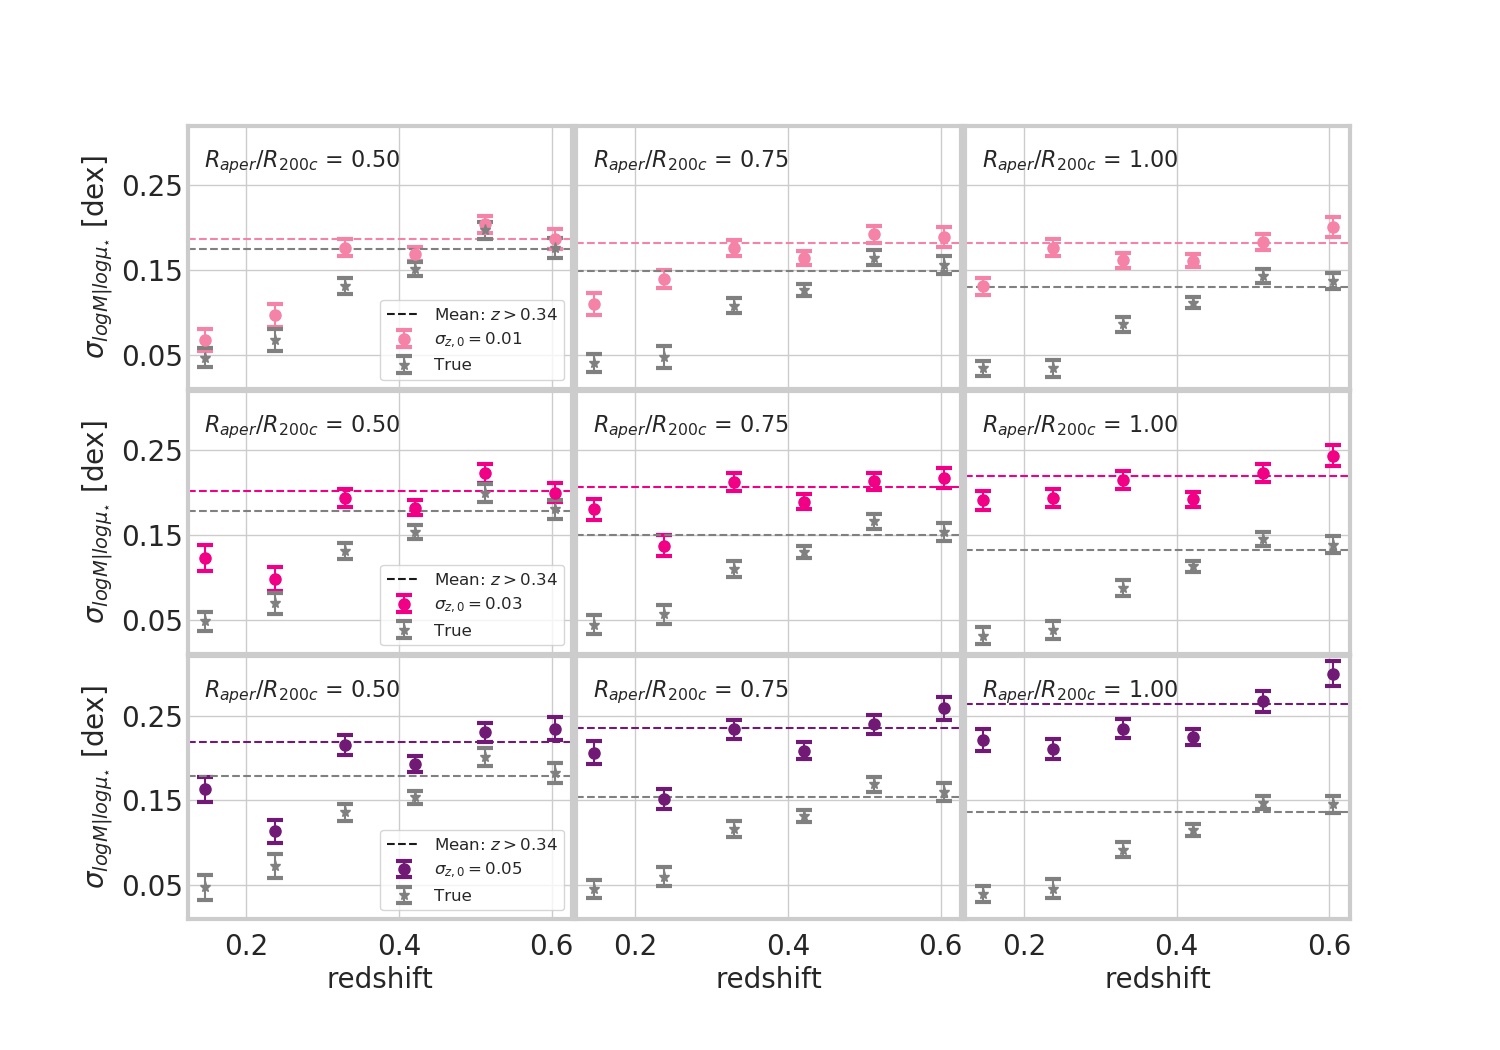 R_aper/R_200c = 0.50
R_aper/R_200c = 0.75
R_aper/R_200c = 1.00
σ_logM|logμ⋆ [dex]
0.25
0.15
0.05
Mean: z > 0.34
σ_z,0 = 0.01
True
R_aper/R_200c = 0.50
R_aper/R_200c = 0.75
R_aper/R_200c = 1.00
σ_logM|logμ⋆ [dex]
0.25
0.15
0.05
Mean: z > 0.34
σ_z,0 = 0.03
True
R_aper/R_200c = 0.50
R_aper/R_200c = 0.75
R_aper/R_200c = 1.00
σ_logM|logμ⋆ [dex]
0.25
0.15
0.05
Mean: z > 0.34
σ_z,0 = 0.05
True
0.2 0.4 0.6 0.2 0.4 0.6 0.2 0.4 0.6
redshift redshift redshift